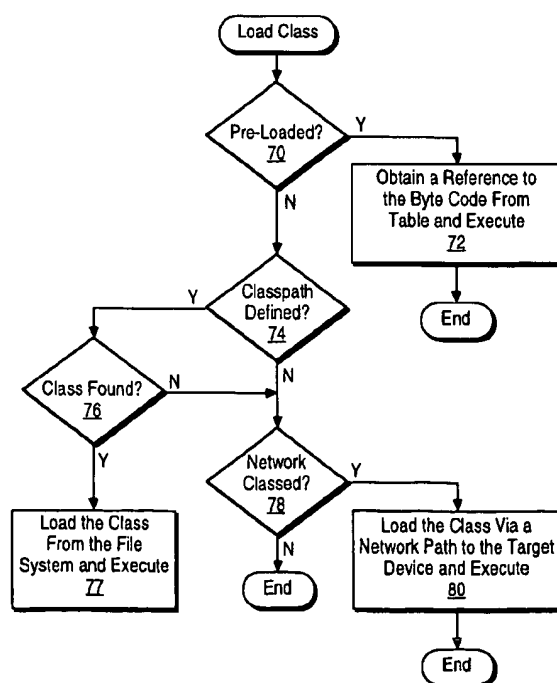 Load Class
Pre-Loaded?
70
Y
N
Obtain a Reference to
the Byte Code From
Table and Execute
72
End
Y
Classpath
Defined?
74
N
Class Found?
76
N
Y
Network
Classed?
78
Y
N
Load the Class
From the File
System and Execute
77
End
Load the Class Via a
Network Path to the Target
Device and Execute
80
End